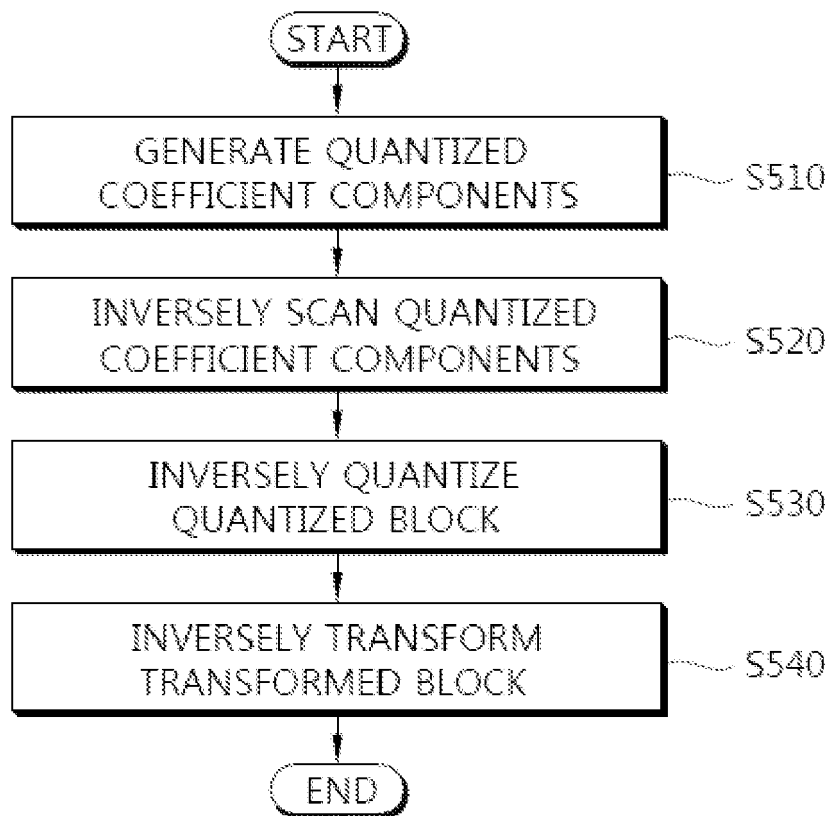 START
GENERATE QUANTIZED
COEFFICIENT COMPONENTS
S510
INVERSELY SCAN QUANTIZED
COEFFICIENT COMPONENTS
S520
INVERSELY QUANTIZE
QUANTIZED BLOCK
S530
INVERSELY TRANSFORM
TRANSFORMED BLOCK
S540
END